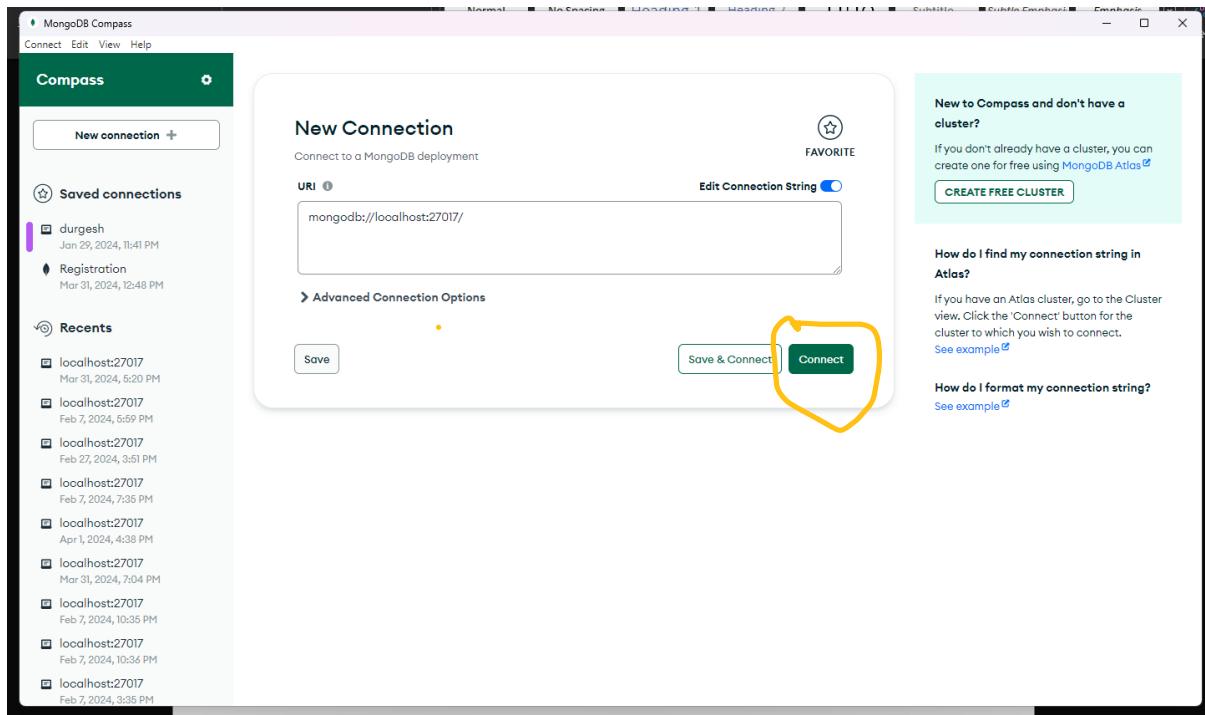 Normal No Spacing Heading 1 Heading 2 Subtitle Subtle Emphasis Emphasis
MongoDB Compass
Connect Edit View Help
Compass
New connection +
Saved connections
durgesh
Jan 29, 2024, 11:41 PM
Registration
Mar 31, 2024, 12:48 PM
Recents
localhost:27017
Mar 31, 2024, 5:20 PM
localhost:27017
Feb 7, 2024, 5:59 PM
localhost:27017
Feb 27, 2024, 3:51 PM
localhost:27017
Feb 7, 2024, 7:35 PM
localhost:27017
Apr 1, 2024, 4:38 PM
localhost:27017
Mar 31, 2024, 7:04 PM
localhost:27017
Feb 7, 2024, 10:35 PM
localhost:27017
Feb 7, 2024, 10:36 PM
localhost:27017
Feb 7, 2024, 3:35 PM
New Connection
Connect to a MongoDB deployment
FAVORITE
URI
Edit Connection String
mongodb://localhost:27017/
Advanced Connection Options
Save
Save & Connect
Connect
New to Compass and don't have a
cluster?
If you don't already have a cluster, you can
create one for free using MongoDB Atlas
CREATE FREE CLUSTER
How do I find my connection string in
Atlas?
If you have an Atlas cluster, go to the Cluster
view. Click the 'Connect' button for the
cluster to which you wish to connect.
See example
How do I format my connection string?
See example